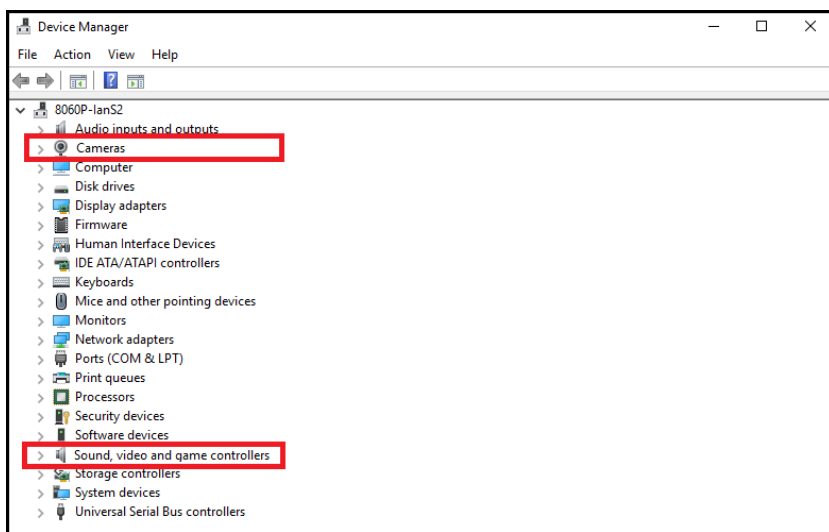 Device Manager
File Action View Help
8060P-IanS2
Audio inputs and outputs
Cameras
Computer
Disk drives
Display adapters
Firmware
Human Interface Devices
IDE ATA/ATAPI controllers
Keyboards
Mice and other pointing devices
Monitors
Network adapters
Ports (COM & LPT)
Print queues
Processors
Security devices
Software devices
Sound, video and game controllers
Storage controllers
System devices
Universal Serial Bus controllers